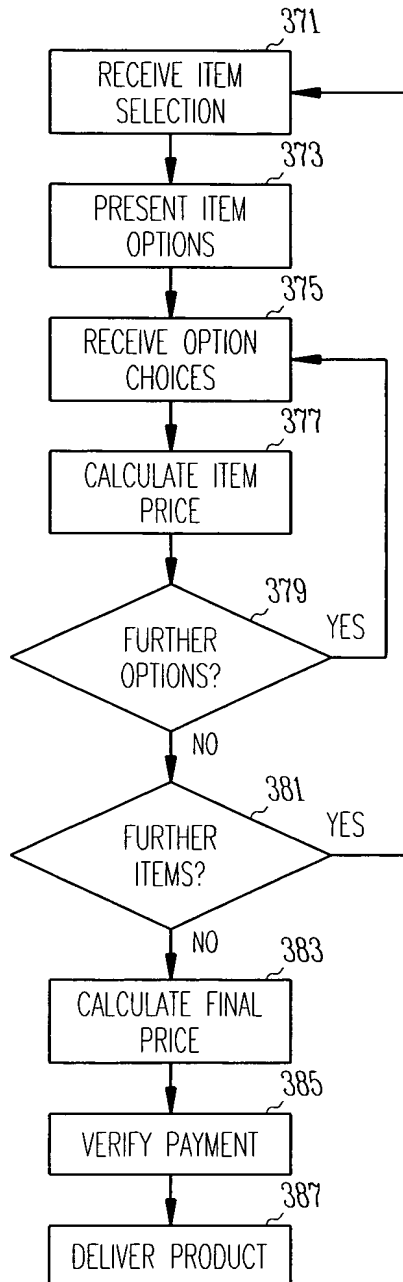 371
RECEIVE ITEM
SELECTION
373
PRESENT ITEM
OPTIONS
375
RECEIVE OPTION
CHOICES
377
CALCULATE ITEM
PRICE
379
FURTHER
OPTIONS?
YES
NO
381
FURTHER
ITEMS?
YES
NO
383
CALCULATE FINAL
PRICE
385
VERIFY PAYMENT
387
DELIVER PRODUCT